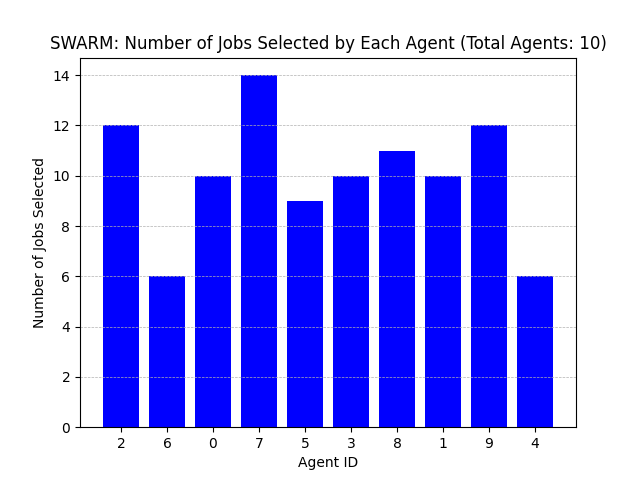 SWARM: Number of Jobs Selected by Each Agent (Total Agents: 10)
14
12
10
8
6
4
2
0
Number of Jobs Selected
2 6 0 7 5 3 8 1 9 4
Agent ID